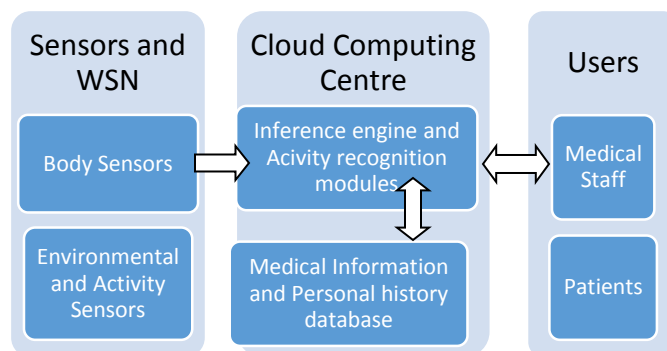 Sensors and
WSN
Body Sensors
Environmental
and Activity
Sensors
Cloud Computing
Centre
Inference engine and
Acivity recognition
modules
Medical Information
and Personal history
database
Users
Medical
Staff
Patients